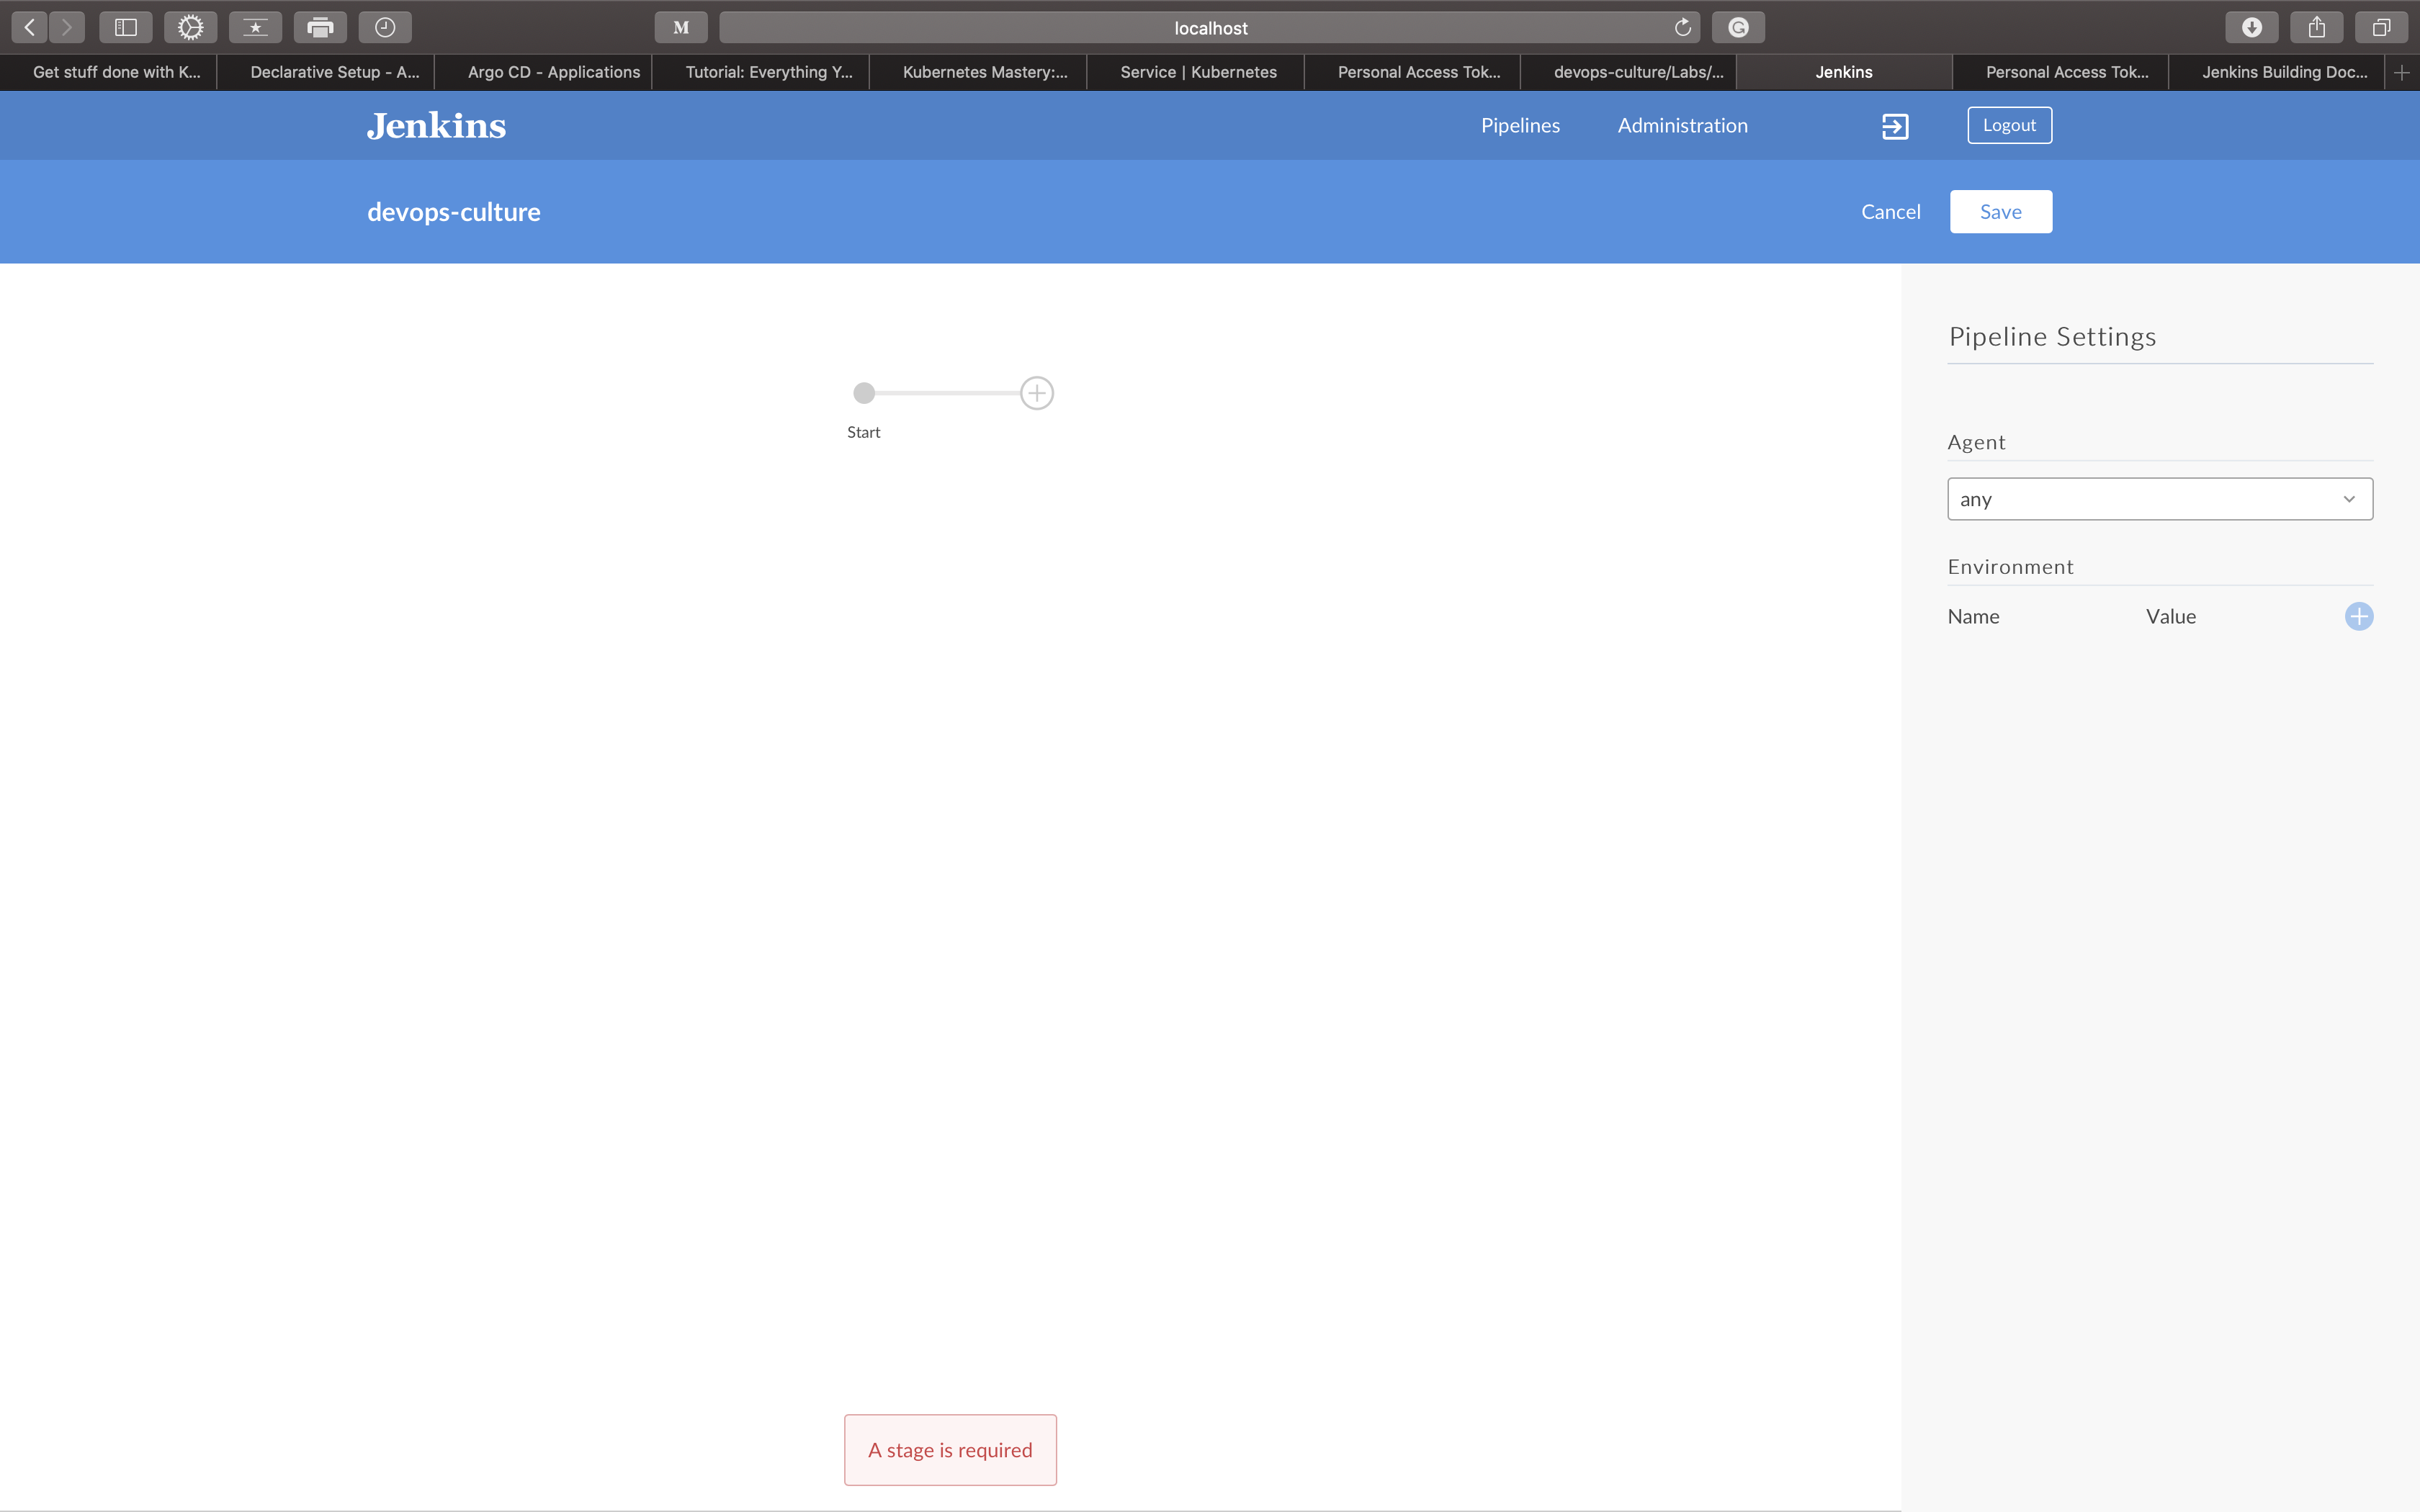 M
localhost
Get stuff done with K...
Declarative Setup - A...
Argo CD - Applications
Tutorial: Everything Y...
Kubernetes Mastery:...
Service | Kubernetes
Personal Access Tok...
devops-culture/Labs/...
Jenkins
Personal Access Tok...
Jenkins Building Doc...
Jenkins
Pipelines
Administration
Logout
devops-culture
Cancel
Save
Start
Pipeline Settings
Agent
any
Environment
Name Value
A stage is required